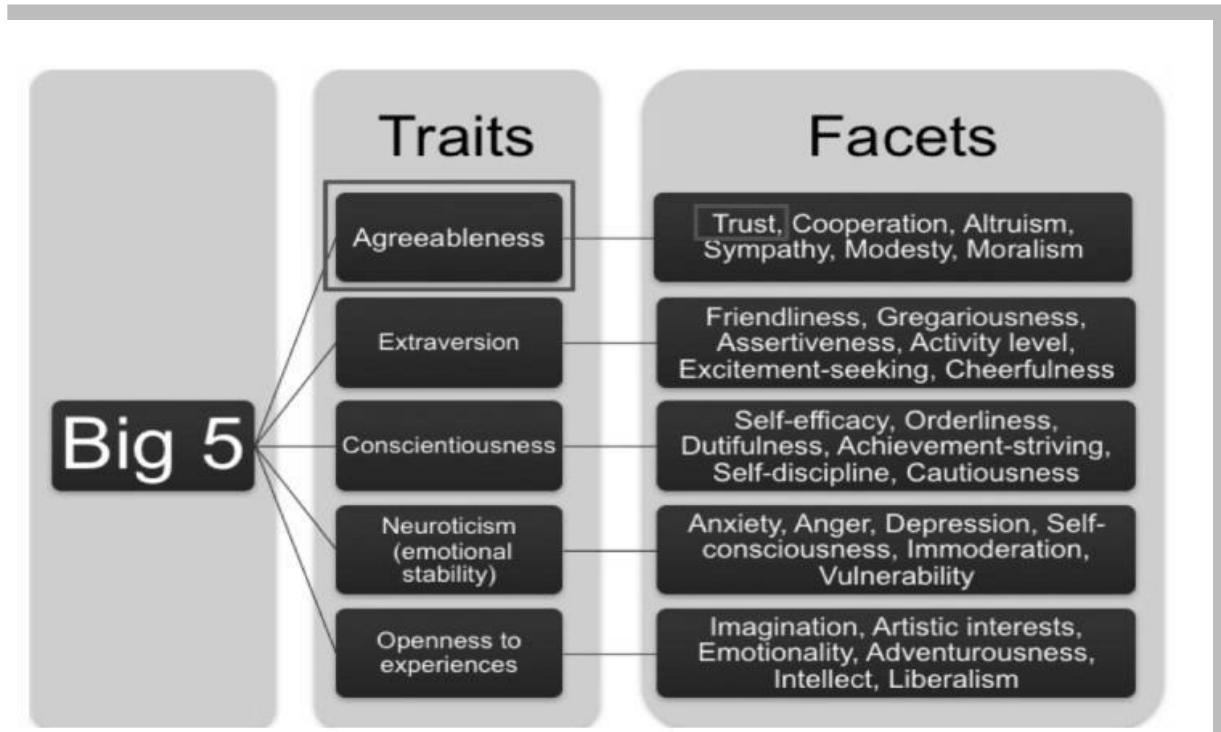 Traits
Facets
Big 5
Agreeableness
Trust, Cooperation, Altruism,
Sympathy, Modesty, Moralism
Extraversion
Friendliness, Gregariousness,
Assertiveness, Activity level,
Excitement-seeking, Cheerfulness
Conscientiousness
Self-efficacy, Orderliness,
Dutifulness, Achievement-striving,
Self-discipline, Cautiousness
Neuroticism
(emotional
stability)
Anxiety, Anger, Depression, Self-
consciousness, Immoderation,
Vulnerability
Openness to
experiences
Imagination, Artistic interests,
Emotionality, Adventurousness,
Intellect, Liberalism